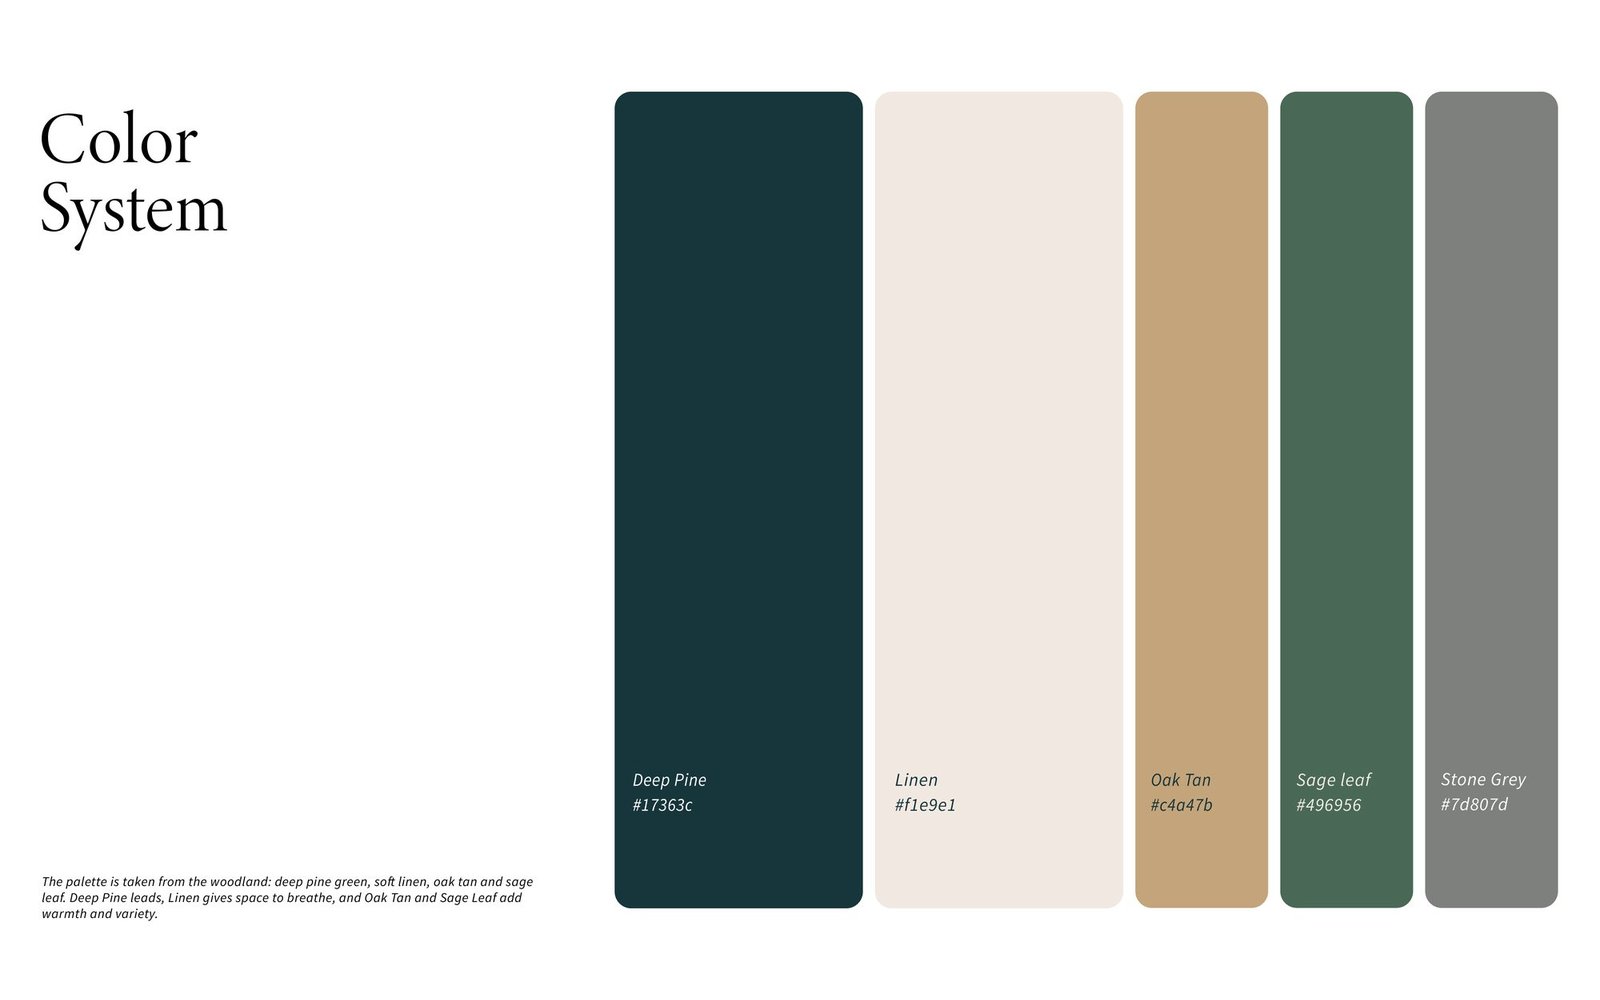 Color
System
Deep Pine
#17363c
Linen
#f1e9e1
Oak Tan
#c4a47b
Sage leaf
#496956
Stone Grey
#7d807d
The palette is taken from the woodland: deep pine green, soft linen, oak tan and sage
leaf. Deep Pine leads, Linen gives space to breathe, and Oak Tan and Sage Leaf add
warmth and variety.